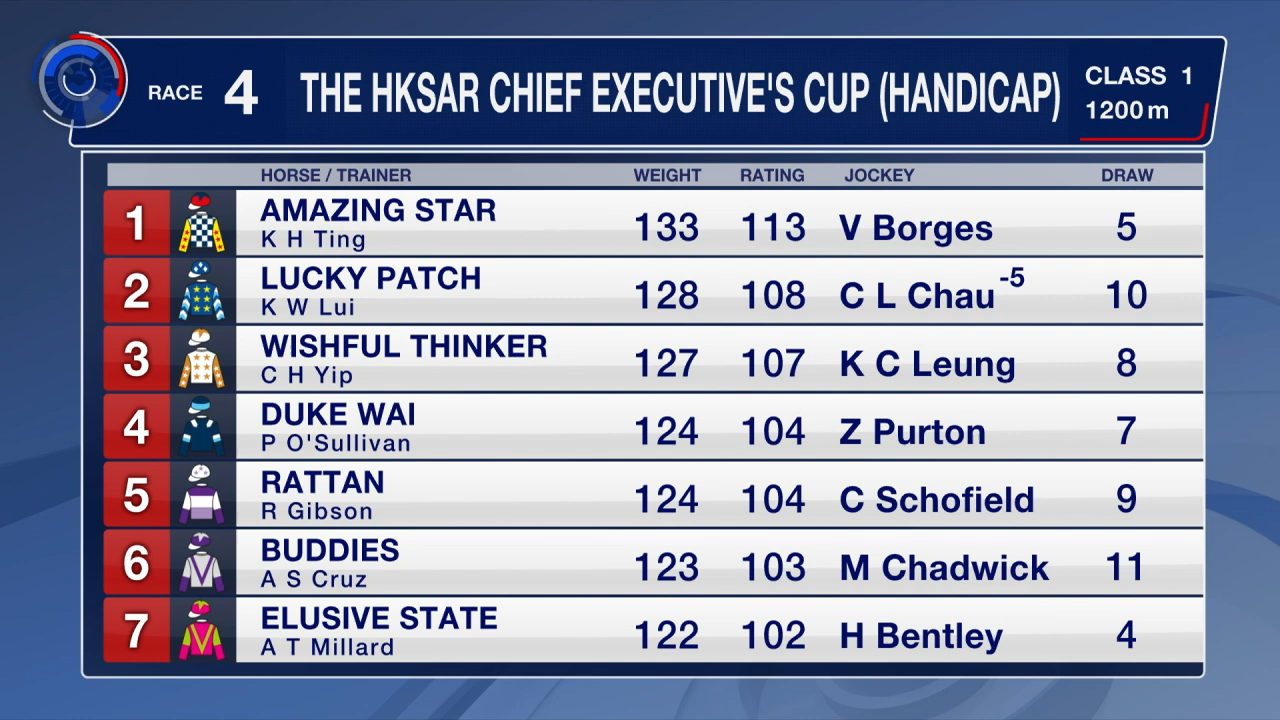 RACE 4 THE HKSAR CHIEF EXECUTIVE'S CUP (HANDICAP) CLASS 1
1200 m
HORSE / TRAINER WEIGHT RATING JOCKEY DRAW
1 AMAZING STAR 133 113 V Borges 5
K H Ting
2 LUCKY PATCH 128 108 C L Chau -5 10
K W Lui
3 WISHFUL THINKER 127 107 K C Leung 8
C H Yip
4 DUKE WAI 124 104 Z Purton 7
P O'Sullivan
5 RATTAN 124 104 C Schofield 9
R Gibson
6 BUDDIES 123 103 M Chadwick 11
A S Cruz
7 ELUSIVE STATE 122 102 H Bentley 4
A T Millard